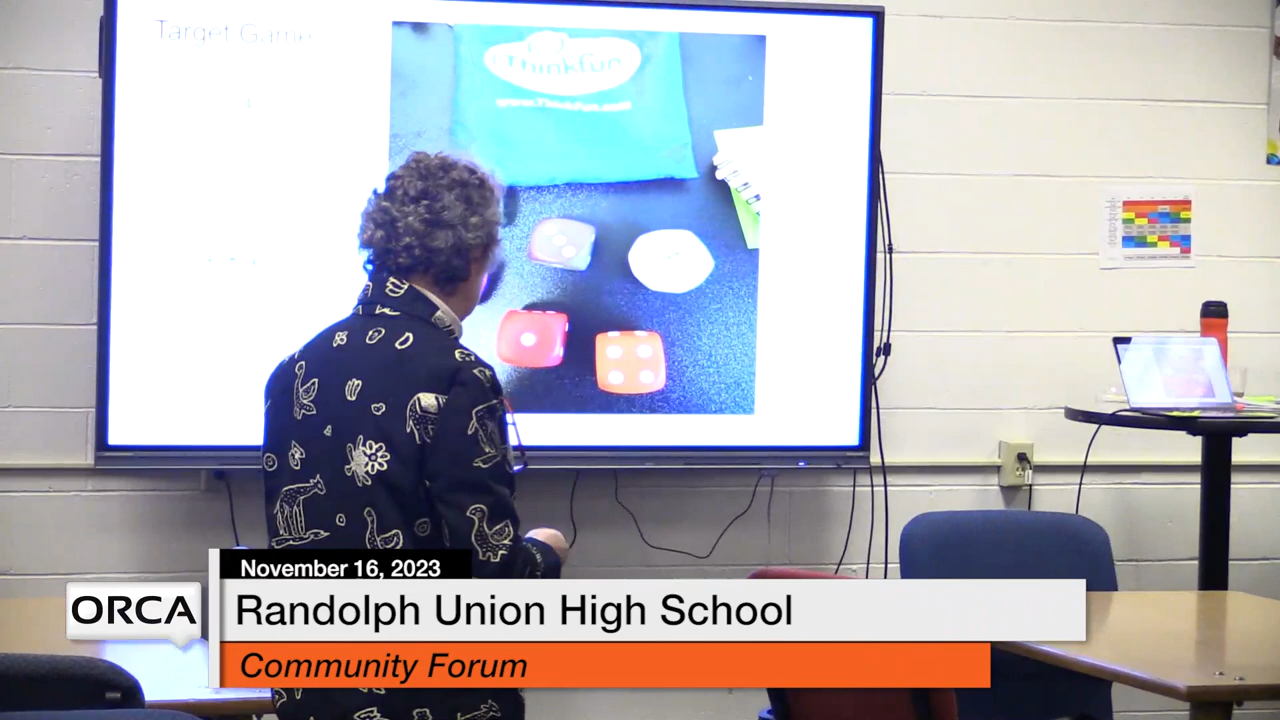 Target Game
Thinkfun
www.ThinkFun.com
November 16, 2023
ORCA
Randolph Union High School
Community Forum